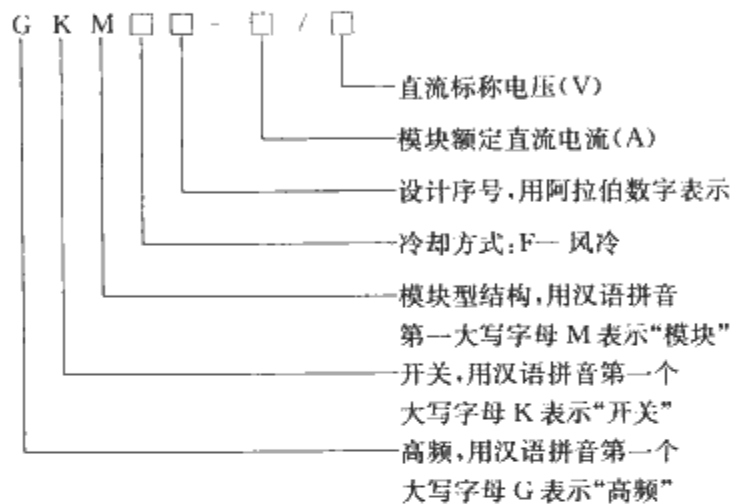 G K M □ □ - □ / □
直流标称电压(V)
模块额定直流电流(A)
设计序号,用阿拉伯数字表示
冷却方式:F— 风冷
模块型结构,用汉语拼音
第一大写字母 M 表示“模块”
开关,用汉语拼音第一个
大写字母 K 表示“开关”
高频,用汉语拼音第一个
大写字母 G 表示“高频”